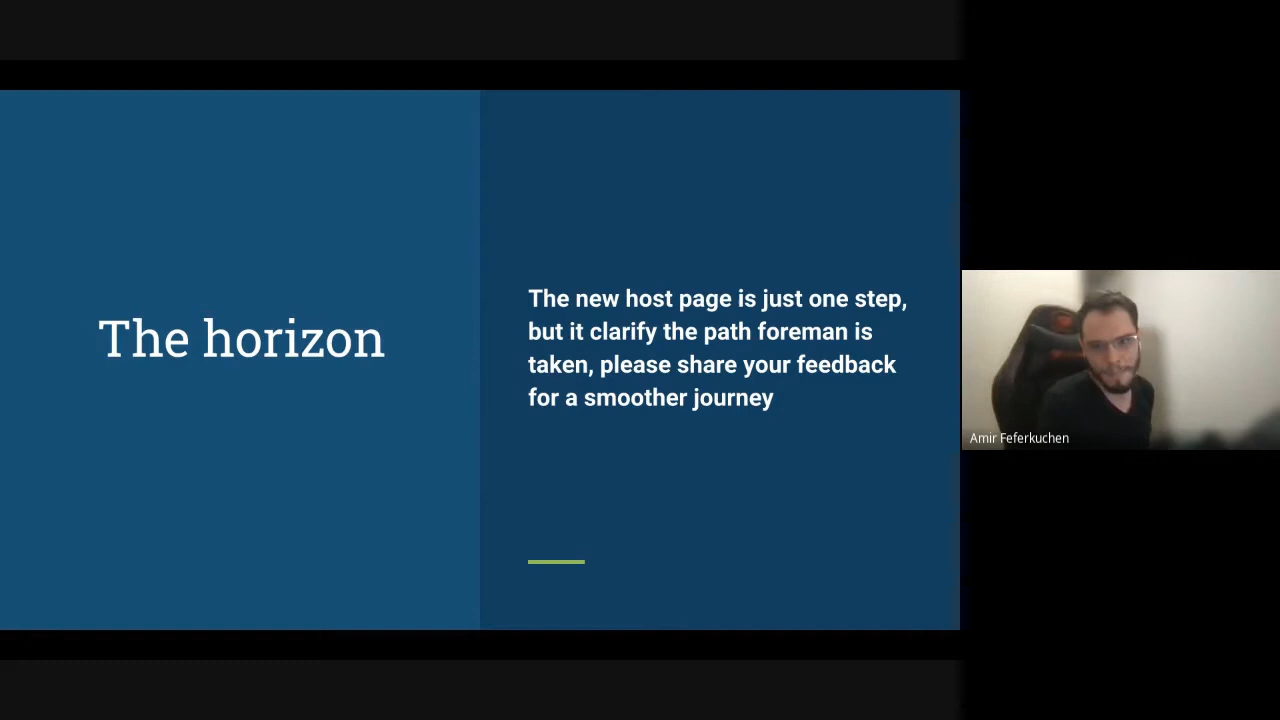 The horizon
The new host page is just one step,
but it clarify the path foreman is
taken, please share your feedback
for a smoother journey
Amir Feferkuchen